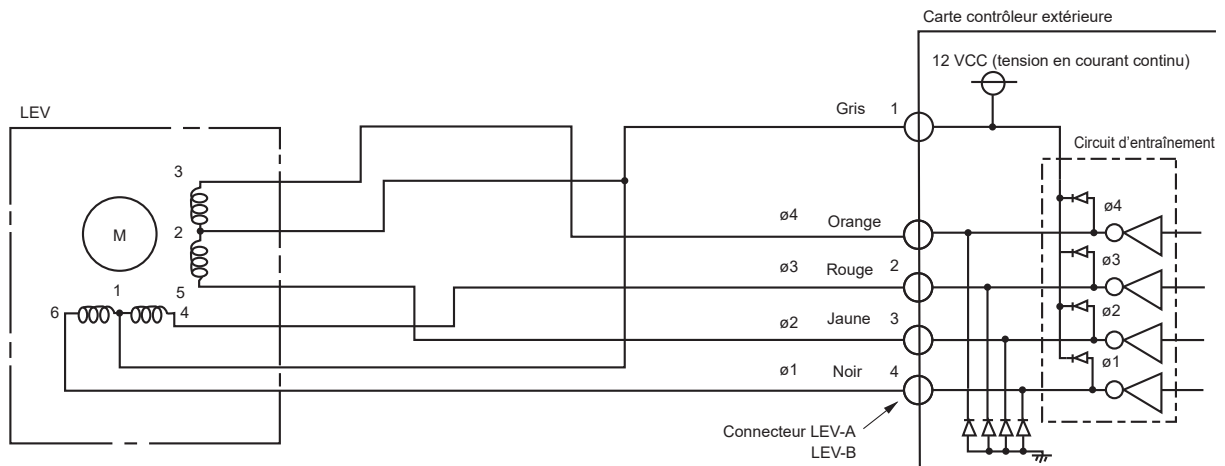 Carte contrôleur extérieure
12 VCC (tension en courant continu)
LEV
Gris 1
Circuit d'entraînement
3
ø4
ø4 Orange
2
M
ø3
ø3 Rouge 2
5
1
6
4
ø2
ø2 Jaune 3
ø1
ø1 Noir 4
Connecteur LEV-A
LEV-B